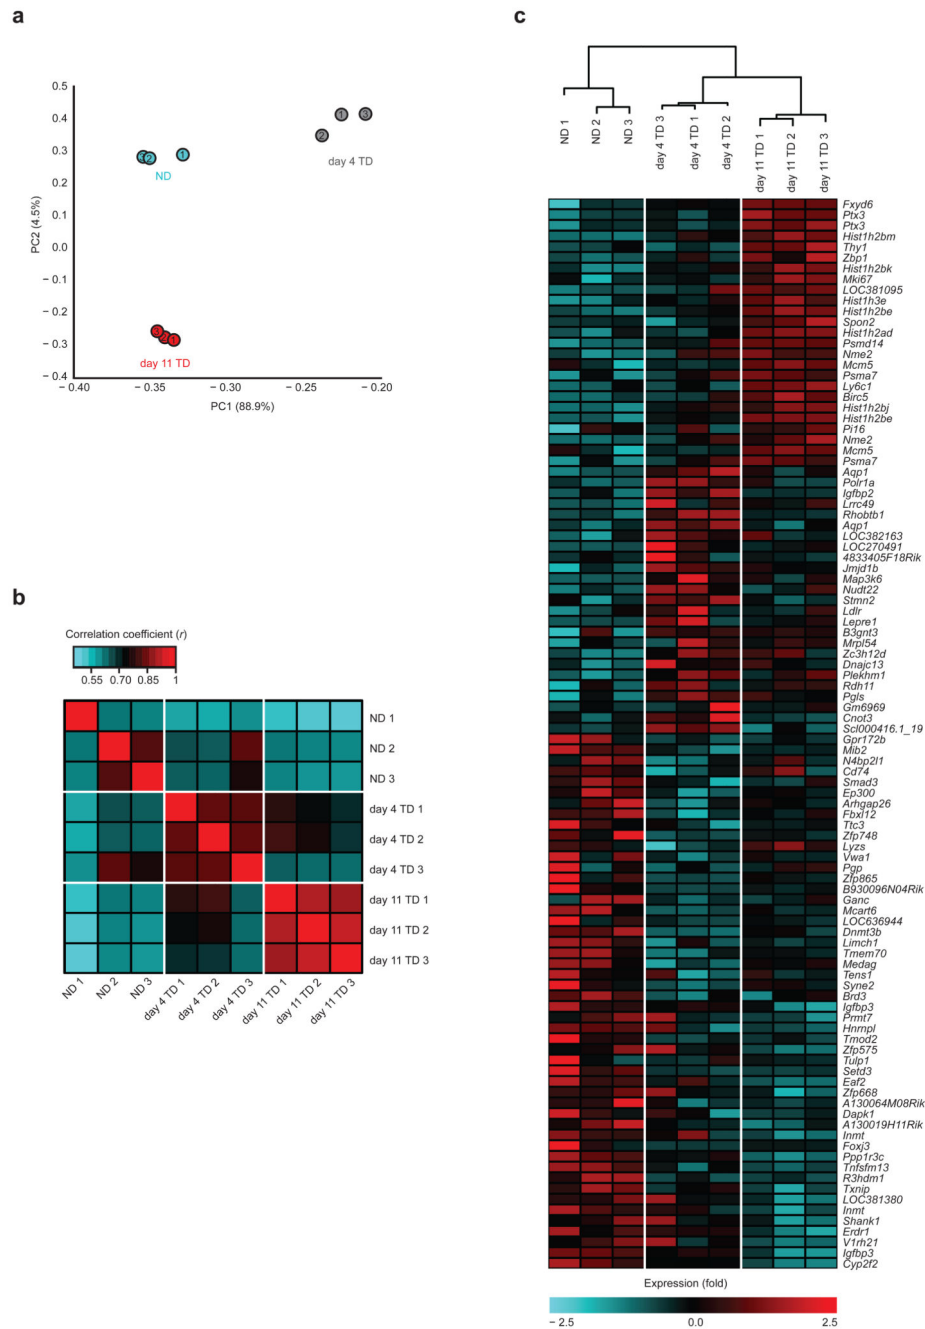 a
0.5
0.4
0.3
0.2
0.1
0.0
− 0.1
− 0.2
− 0.3
− 0.4
PC2 (4.5%)
− 0.40
− 0.35
− 0.30
− 0.25
− 0.20
PC1 (88.9%)
3
2
1
ND
1
3
2
day 4 TD
3
2
1
day 11 TD
b
Correlation coefficient (r)
0.55 0.70 0.85 1
ND 1
ND 2
ND 3
day 4 TD 1
day 4 TD 2
day 4 TD 3
day 11 TD 1
day 11 TD 2
day 11 TD 3
ND 1
ND 2
ND 3
day 4 TD 1
day 4 TD 2
day 4 TD 3
day 11 TD 1
day 11 TD 2
day 11 TD 3
c
ND 1
ND 2
ND 3
day 4 TD 3
day 4 TD 1
day 4 TD 2
day 11 TD 1
day 11 TD 2
day 11 TD 3
Fxyd6
Ptx3
Ptx3
Hist1h2bm
Thy1
Zbp1
Hist1h2bk
Mki67
LOC381095
Hist1h3e
Hist1h2be
Spon2
Hist1h2ad
Psmd14
Nme2
Mcm5
Psma7
Ly6c1
Birc5
Hist1h2bj
Hist1h2be
Pi16
Nme2
Mcm5
Psma7
Aqp1
Polr1a
Igfbp2
Lrrc49
Rhobtb1
Aqp1
LOC382163
LOC270491
4833405F18Rik
Jmjd1b
Map3k6
Nudt22
Stmn2
Ldlr
Lepre1
B3gnt3
Mrpl54
Zc3h12d
Dnajc13
Plekhm1
Rdh11
Pgls
Gm6969
Cnot3
Scl000416.1_19
Gpr172b
Mib2
N4bp2l1
Cd74
Smad3
Ep300
Arhgap26
Fbxl12
Ttc3
Zfp748
Lyzs
Vwa1
Pgp
Zfp865
B930096N04Rik
Ganc
Mcart6
LOC636944
Dnmt3b
Limch1
Tmem70
Medag
Tens1
Syne2
Brd3
Igfbp3
Prmt7
Hnrnpl
Tmod2
Zfp575
Tulp1
Setd3
Eaf2
Zfp668
A130064M08Rik
Dapk1
A130019H11Rik
Inmt
Foxj3
Ppp1r3c
Tnfsfm13
R3hdm1
Txnip
LOC381380
Inmt
Shank1
Erdr1
V1rh21
Igfbp3
Cyp2f2
Expression (fold)
− 2.5 0.0 2.5